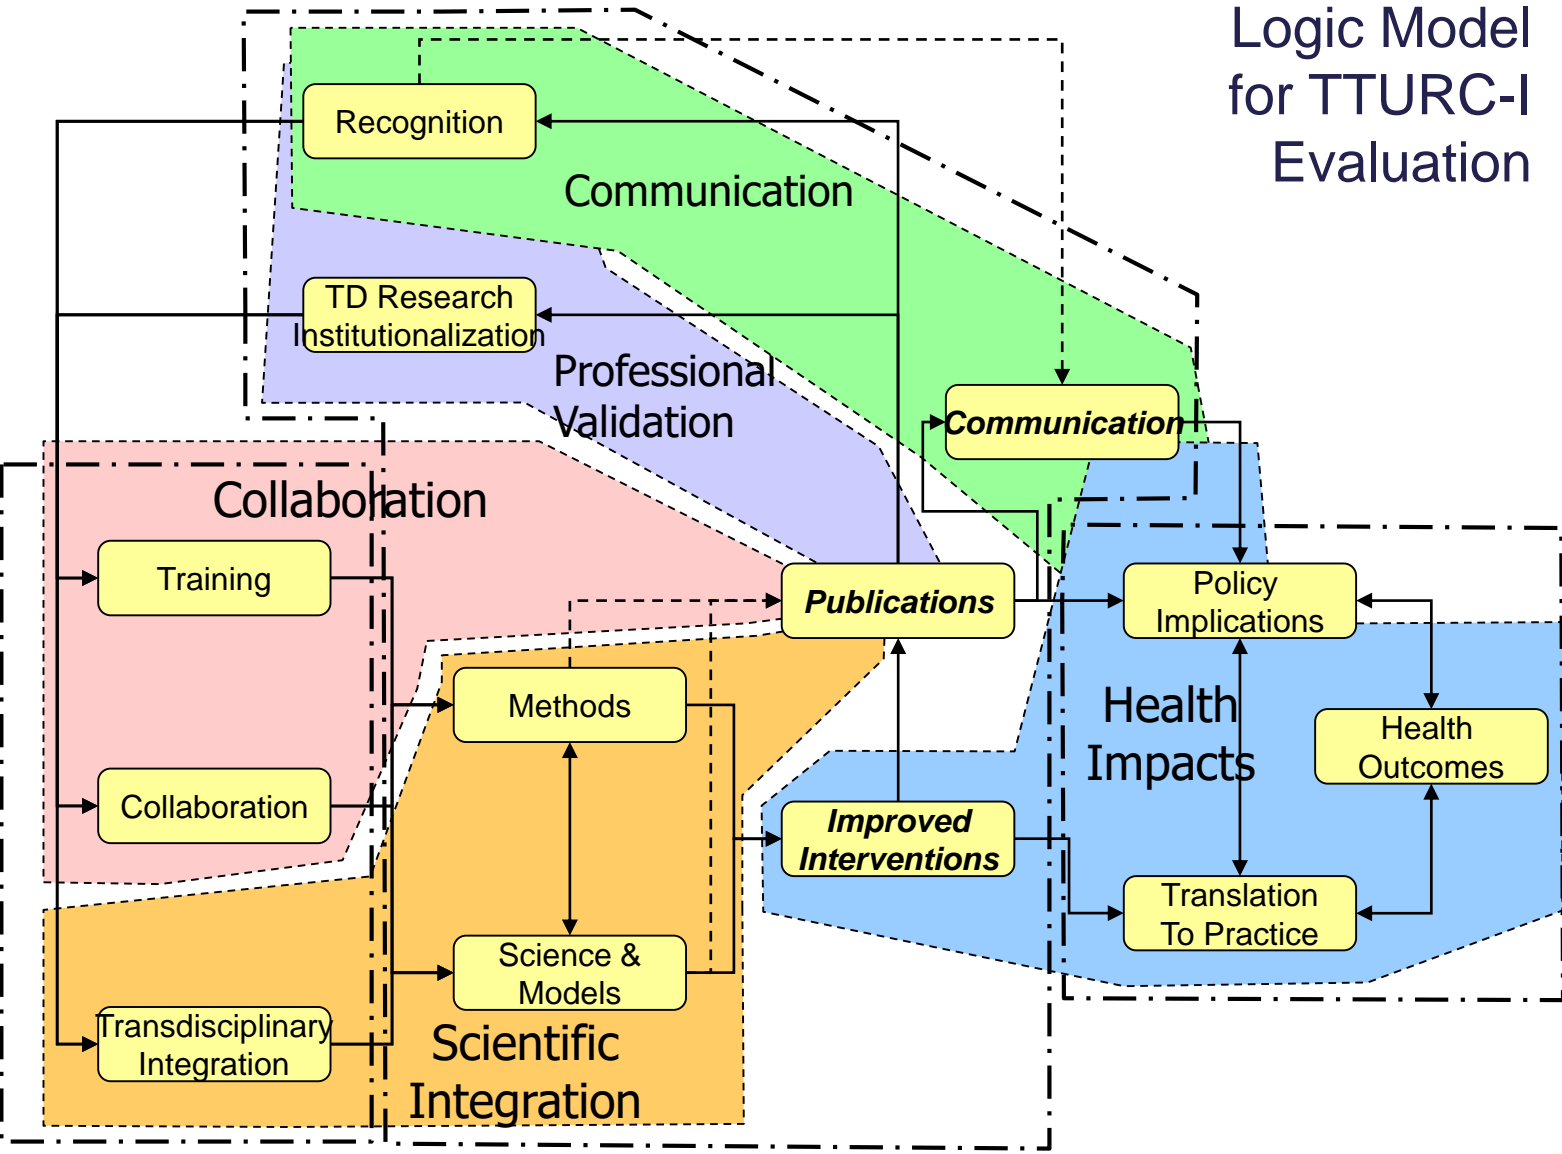 Logic Model
for TTURC-I
Evaluation
Recognition
Communication
TD Research
Institutionalization
Professional
Validation
Communication
Collaboration
Training
Publications
Policy
Implications
Methods
Health
Impacts
Health
Outcomes
Collaboration
Improved
Interventions
Translation
To Practice
Science &
Models
Transdisciplinary
Integration
Scientific
Integration